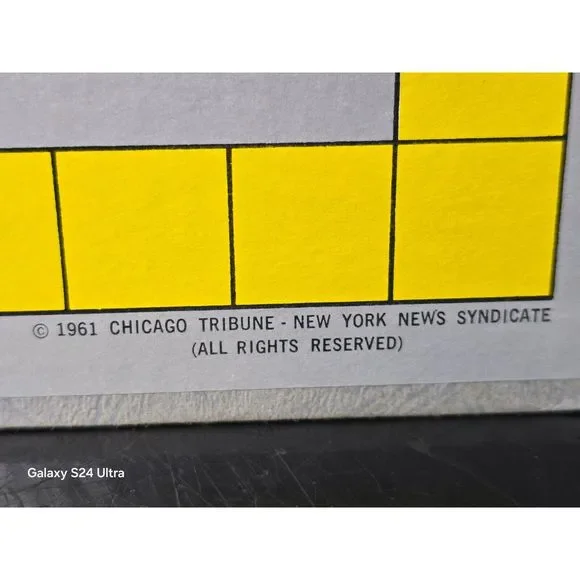 © 1961 CHICAGO TRIBUNE - NEW YORK NEWS SYNDICATE
(ALL RIGHTS RESERVED)
Galaxy S24 Ultra